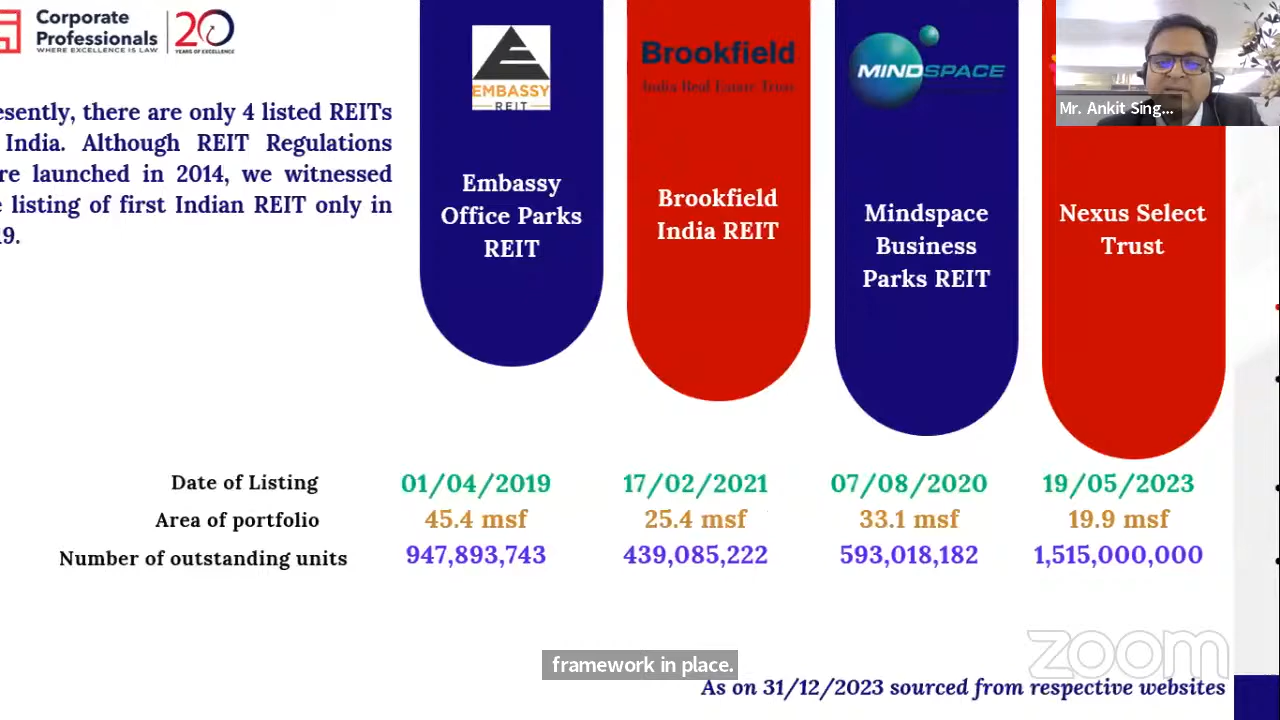 Corporate
Professionals
WHERE EXCELLENCE IS LAW
20
YEARS OF EXCELLENCE
esently, there are only 4 listed REITs
India. Although REIT Regulations
re launched in 2014, we witnessed
e listing of first Indian REIT only in
19.
EMBASSY
REIT
Embassy
Office Parks
REIT
Brookfield
India Real Estate Trust
Brookfield
India REIT
MINDSPACE
Mindspace
Business
Parks REIT
Mr. Ankit Sing...
Nexus Select
Trust
Date of Listing 01/04/2019 17/02/2021 07/08/2020 19/05/2023
Area of portfolio 45.4 msf 25.4 msf 33.1 msf 19.9 msf
Number of outstanding units 947,893,743 439,085,222 593,018,182 1,515,000,000
framework in place.
zoom
As on 31/12/2023 sourced from respective websites